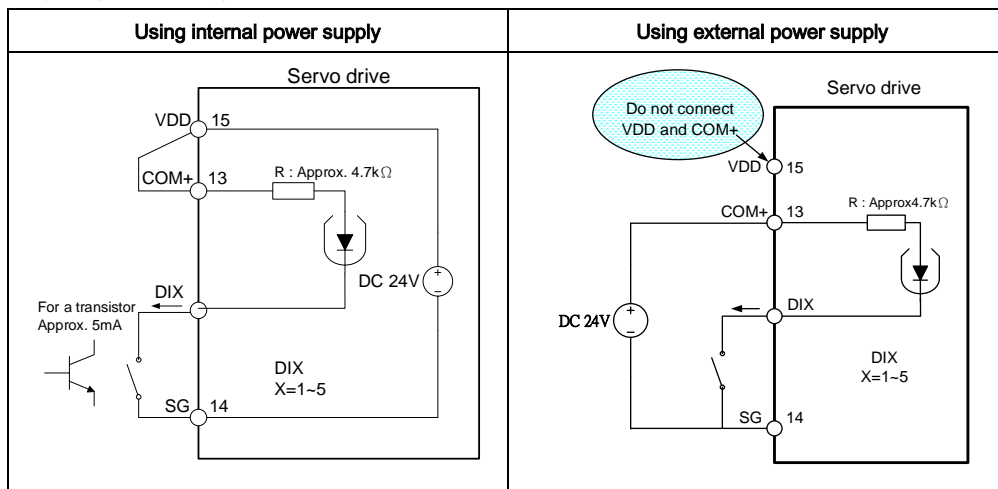 Using internal power supply
Using external power supply
Servo drive
VDD 15
COM+ 13
R : Approx. 4.7kΩ
DC 24V
+
−
DIX
For a transistor
Approx. 5mA
DIX
X=1~5
SG 14
Servo drive
Do not connect
VDD and COM+
VDD 15
COM+ 13
R : Approx4.7kΩ
DC 24V
+
−
DIX
DIX
X=1~5
SG 14